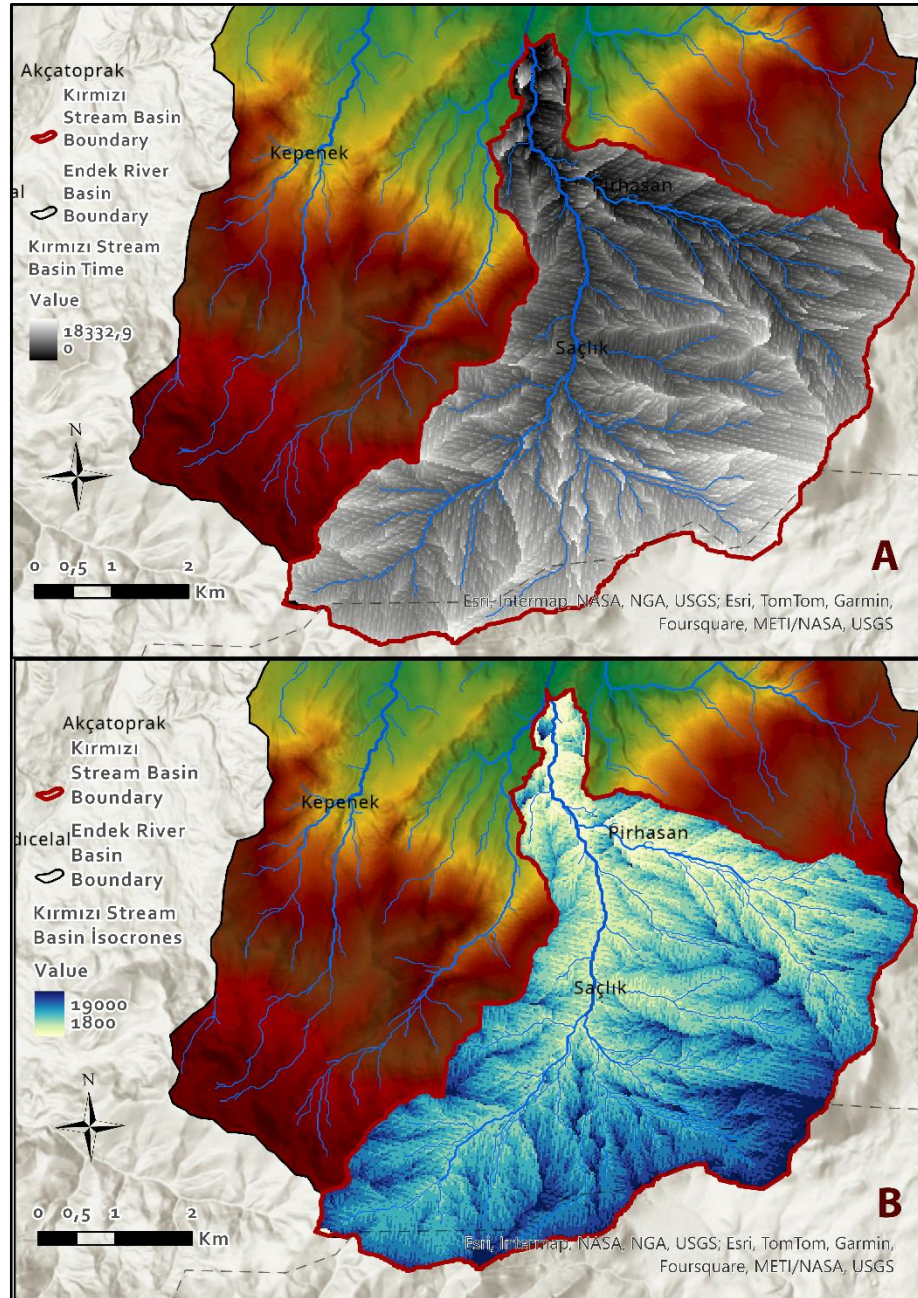 Akçatoprak
Kırmızı
Stream Basin
Boundary
Endek River
Basin
Boundary
al
Kırmızı Stream
Basin Time
Value
18332,9
0
Kepenek
Pirhasan
Saçlık
N
0 0,5 1 2
Km
A
Esri, Intermap, NASA, NGA, USGS; Esri, TomTom, Garmin,
Foursquare, METI/NASA, USGS
Akçatoprak
Kırmızı
Stream Basin
Boundary
dıcelal
Endek River
Basin
Boundary
Kırmızı Stream
Basin İsocrones
Value
19000
1800
Kepenek
Pirhasan
Saçlık
N
0 0,5 1 2
Km
B
Esri, Intermap, NASA, NGA, USGS; Esri, TomTom, Garmin,
Foursquare, METI/NASA, USGS